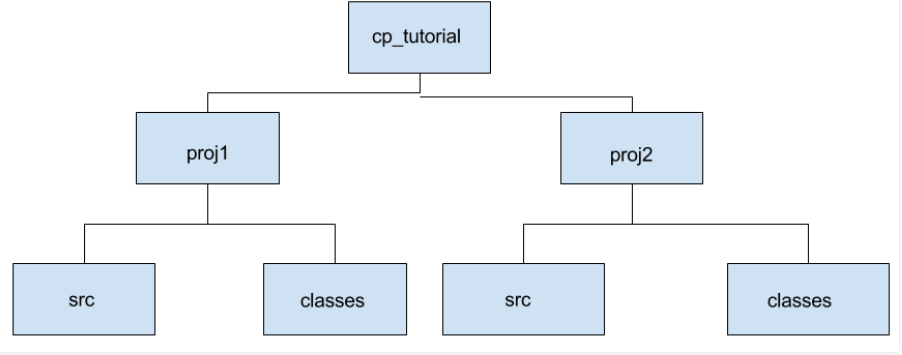 cp_tutorial
proj1
proj2
src
classes
src
classes